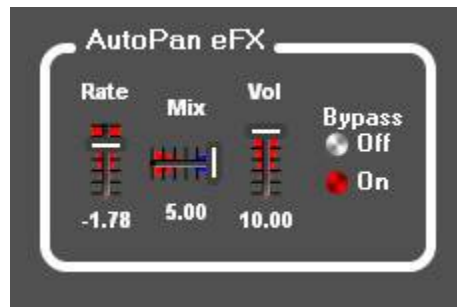 AutoPan eFX
Rate
Mix
Vol
Bypass
Off
On
-1.78
5.00
10.00